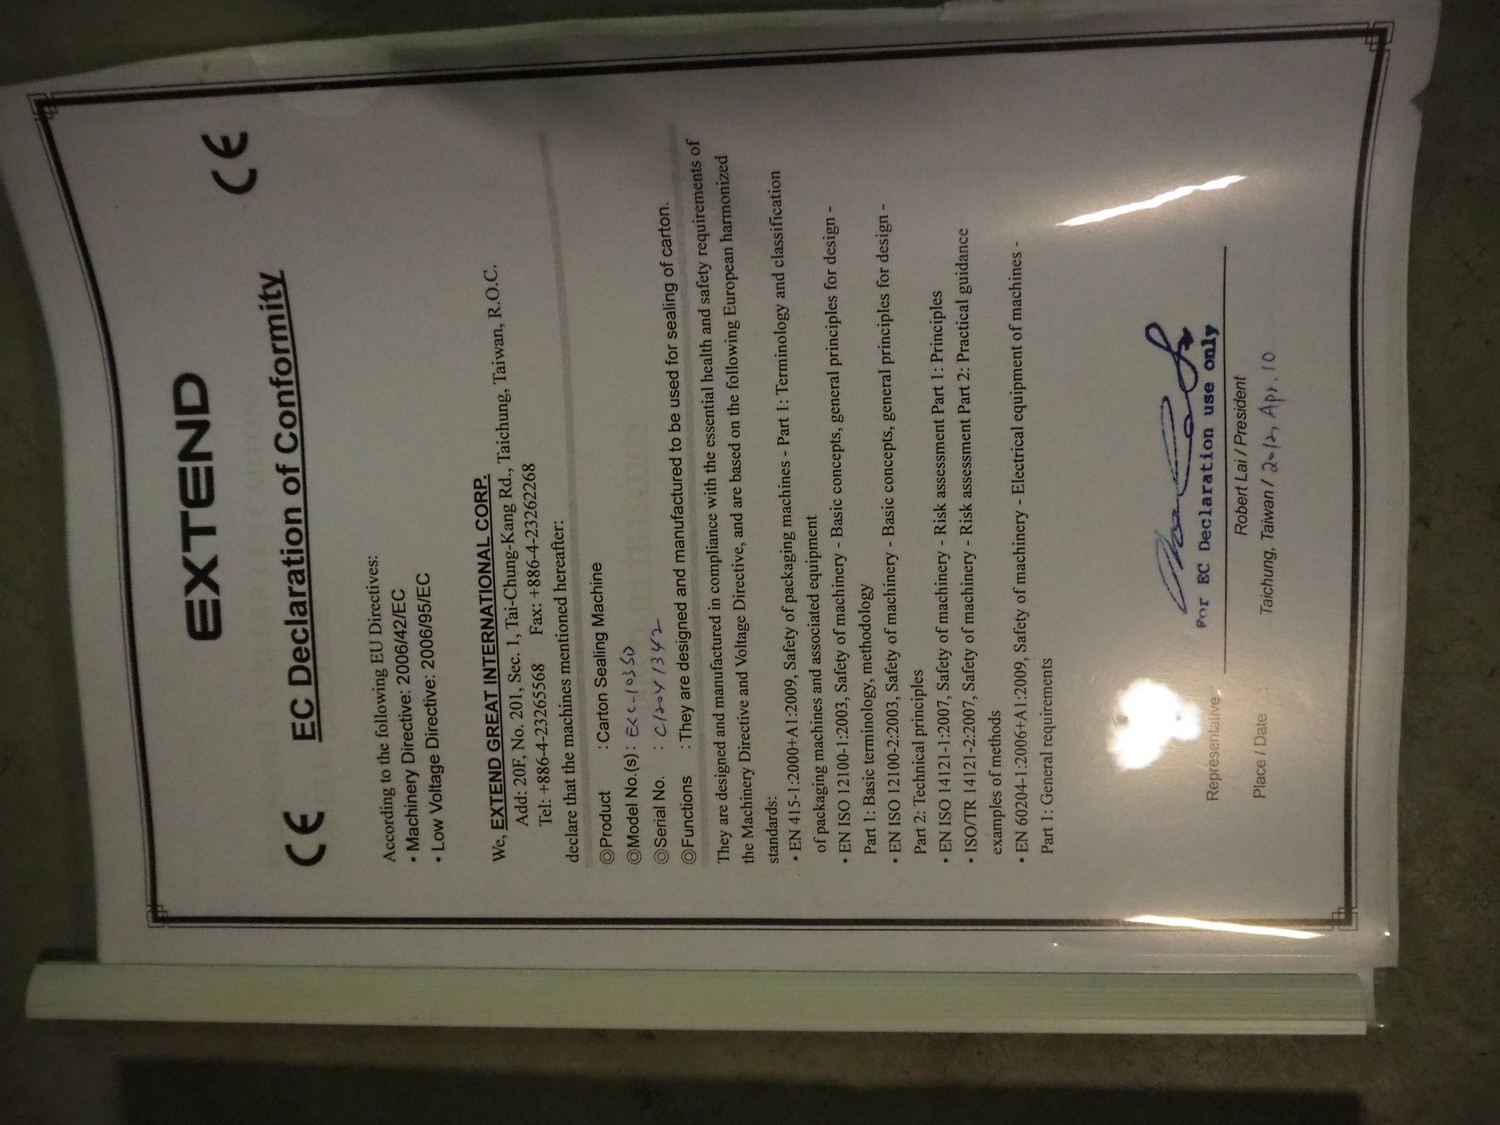 EXTEND
CE EC Declaration of Conformity CE
According to the following EU Directives:
• Machinery Directive: 2006/42/EC
• Low Voltage Directive: 2006/95/EC
We, EXTEND GREAT INTERNATIONAL CORP.
Add: 20F, No. 201, Sec. 1, Tai-Chung-Kang Rd., Taichung, Taiwan, R.O.C.
Tel: +886-4-23265568 Fax: +886-4-23262268
declare that the machines mentioned hereafter:
◎Product : Carton Sealing Machine
◎Model No.(s) : EXC-103SD
◎Serial No. : C12041342
◎Functions : They are designed and manufactured to be used for sealing of carton.
They are designed and manufactured in compliance with the essential health and safety requirements of
the Machinery Directive and Voltage Directive, and are based on the following European harmonized
standards:
• EN 415-1:2000+A1:2009, Safety of packaging machines - Part 1: Terminology and classification
of packaging machines and associated equipment
• EN ISO 12100-1:2003, Safety of machinery - Basic concepts, general principles for design -
Part 1: Basic terminology, methodology
• EN ISO 12100-2:2003, Safety of machinery - Basic concepts, general principles for design -
Part 2: Technical principles
• EN ISO 14121-1:2007, Safety of machinery - Risk assessment Part 1: Principles
• ISO/TR 14121-2:2007, Safety of machinery - Risk assessment Part 2: Practical guidance
examples of methods
• EN 60204-1:2006+A1:2009, Safety of machinery - Electrical equipment of machines -
Part 1: General requirements
For EC Declaration use only
Representative
Robert Lai / President
Place / Date : Taichung, Taiwan / 2012, Apr. 10